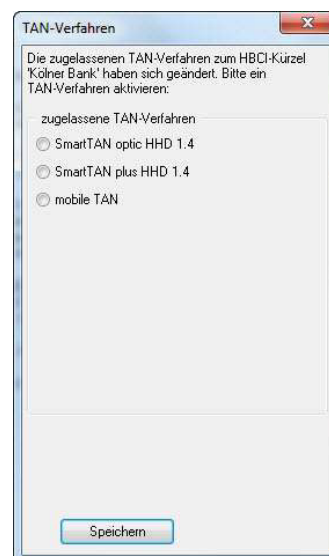 TAN-Verfahren
Die zugelassenen TAN-Verfahren zum HBCI-Kürzel
'Kölner Bank' haben sich geändert. Bitte ein
TAN-Verfahren aktivieren:
zugelassene TAN-Verfahren
SmartTAN optic HHD 1.4
SmartTAN plus HHD 1.4
mobile TAN
Speichern